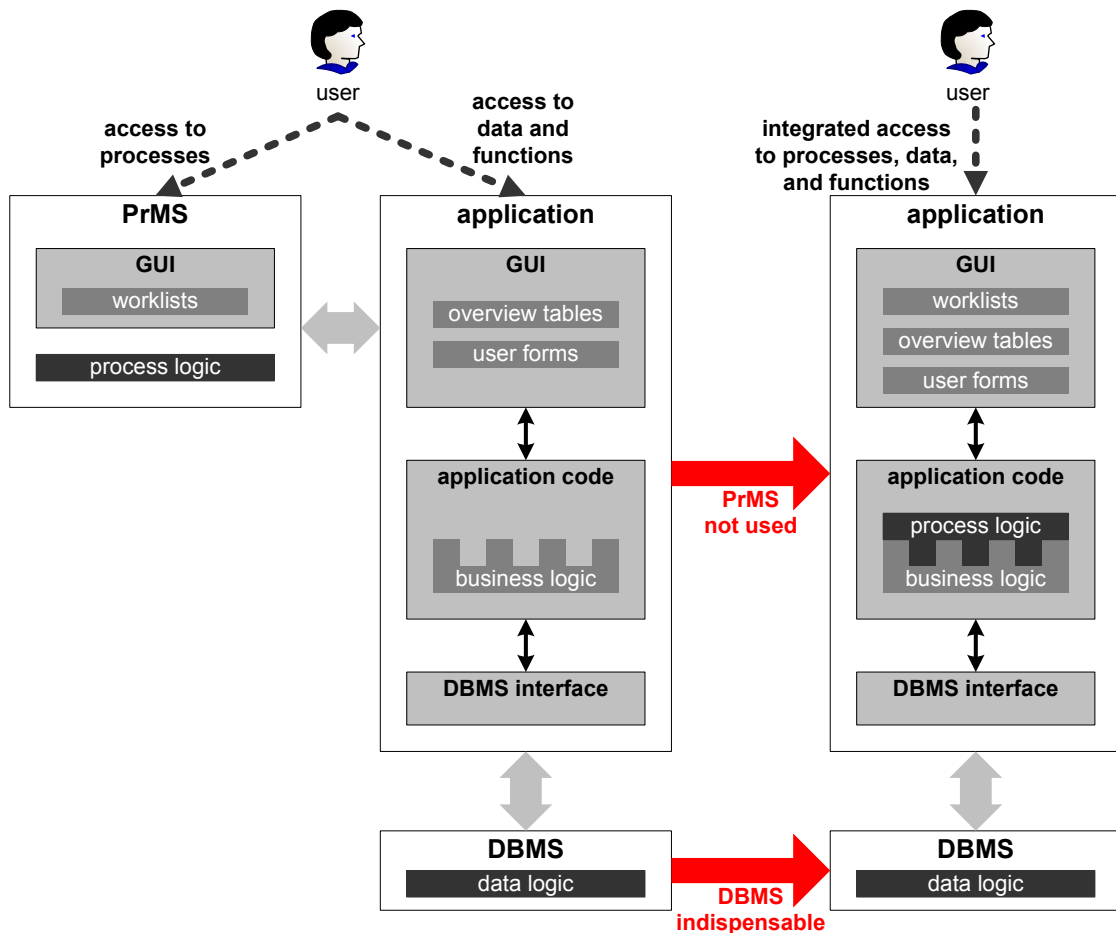 user
access to
processes
access to
data and
functions
PrMS
GUI
worklists
process logic
application
GUI
overview tables
user forms
application code
business logic
DBMS interface
DBMS
data logic
PrMS
not used
DBMS
indispensable
user
integrated access
to processes, data,
and functions
application
GUI
worklists
overview tables
user forms
application code
process logic
business logic
DBMS interface
DBMS
data logic